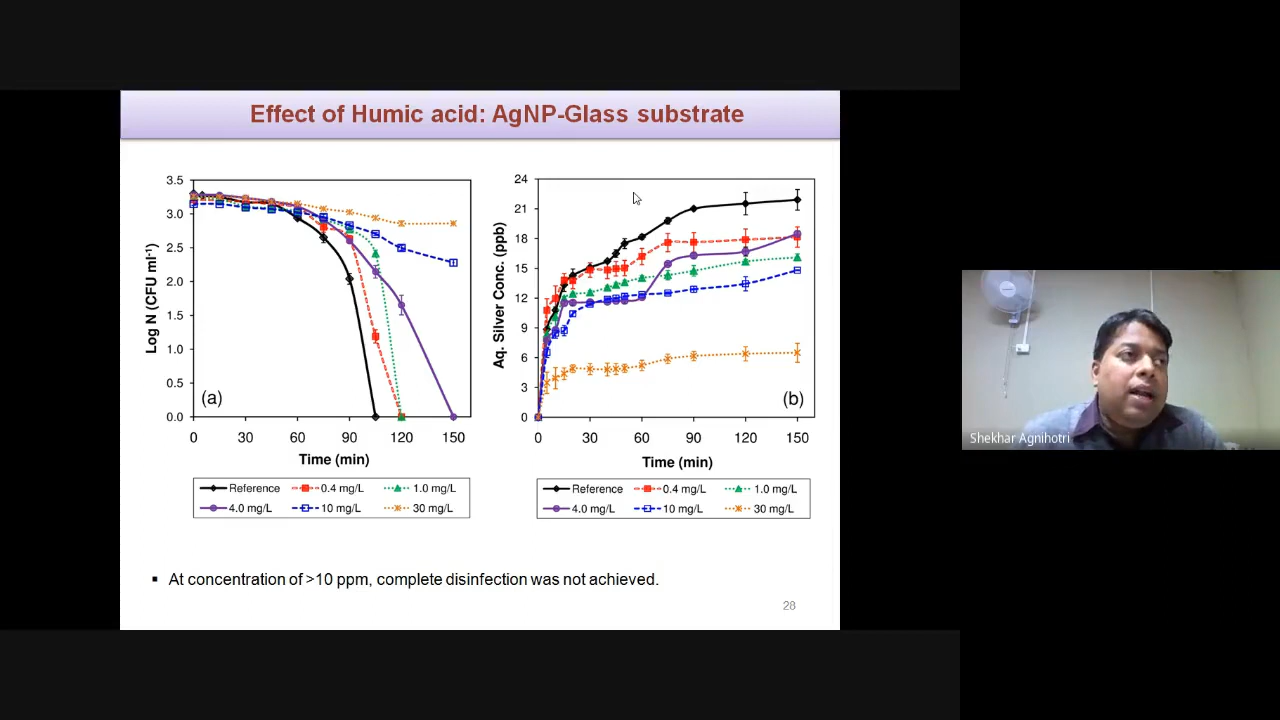 Effect of Humic acid: AgNP-Glass substrate
3.5
3.0
2.5
2.0
1.5
1.0
0.5
0.0
Log N (CFU ml⁻¹)
(a)
0 30 60 90 120 150
Time (min)
Reference 0.4 mg/L 1.0 mg/L
4.0 mg/L 10 mg/L 30 mg/L
24
21
18
15
12
9
6
3
0
Aq. Silver Conc. (ppb)
(b)
0 30 60 90 120 150
Time (min)
Reference 0.4 mg/L 1.0 mg/L
4.0 mg/L 10 mg/L 30 mg/L
▪ At concentration of >10 ppm, complete disinfection was not achieved.
28
Shekhar Agnihotri